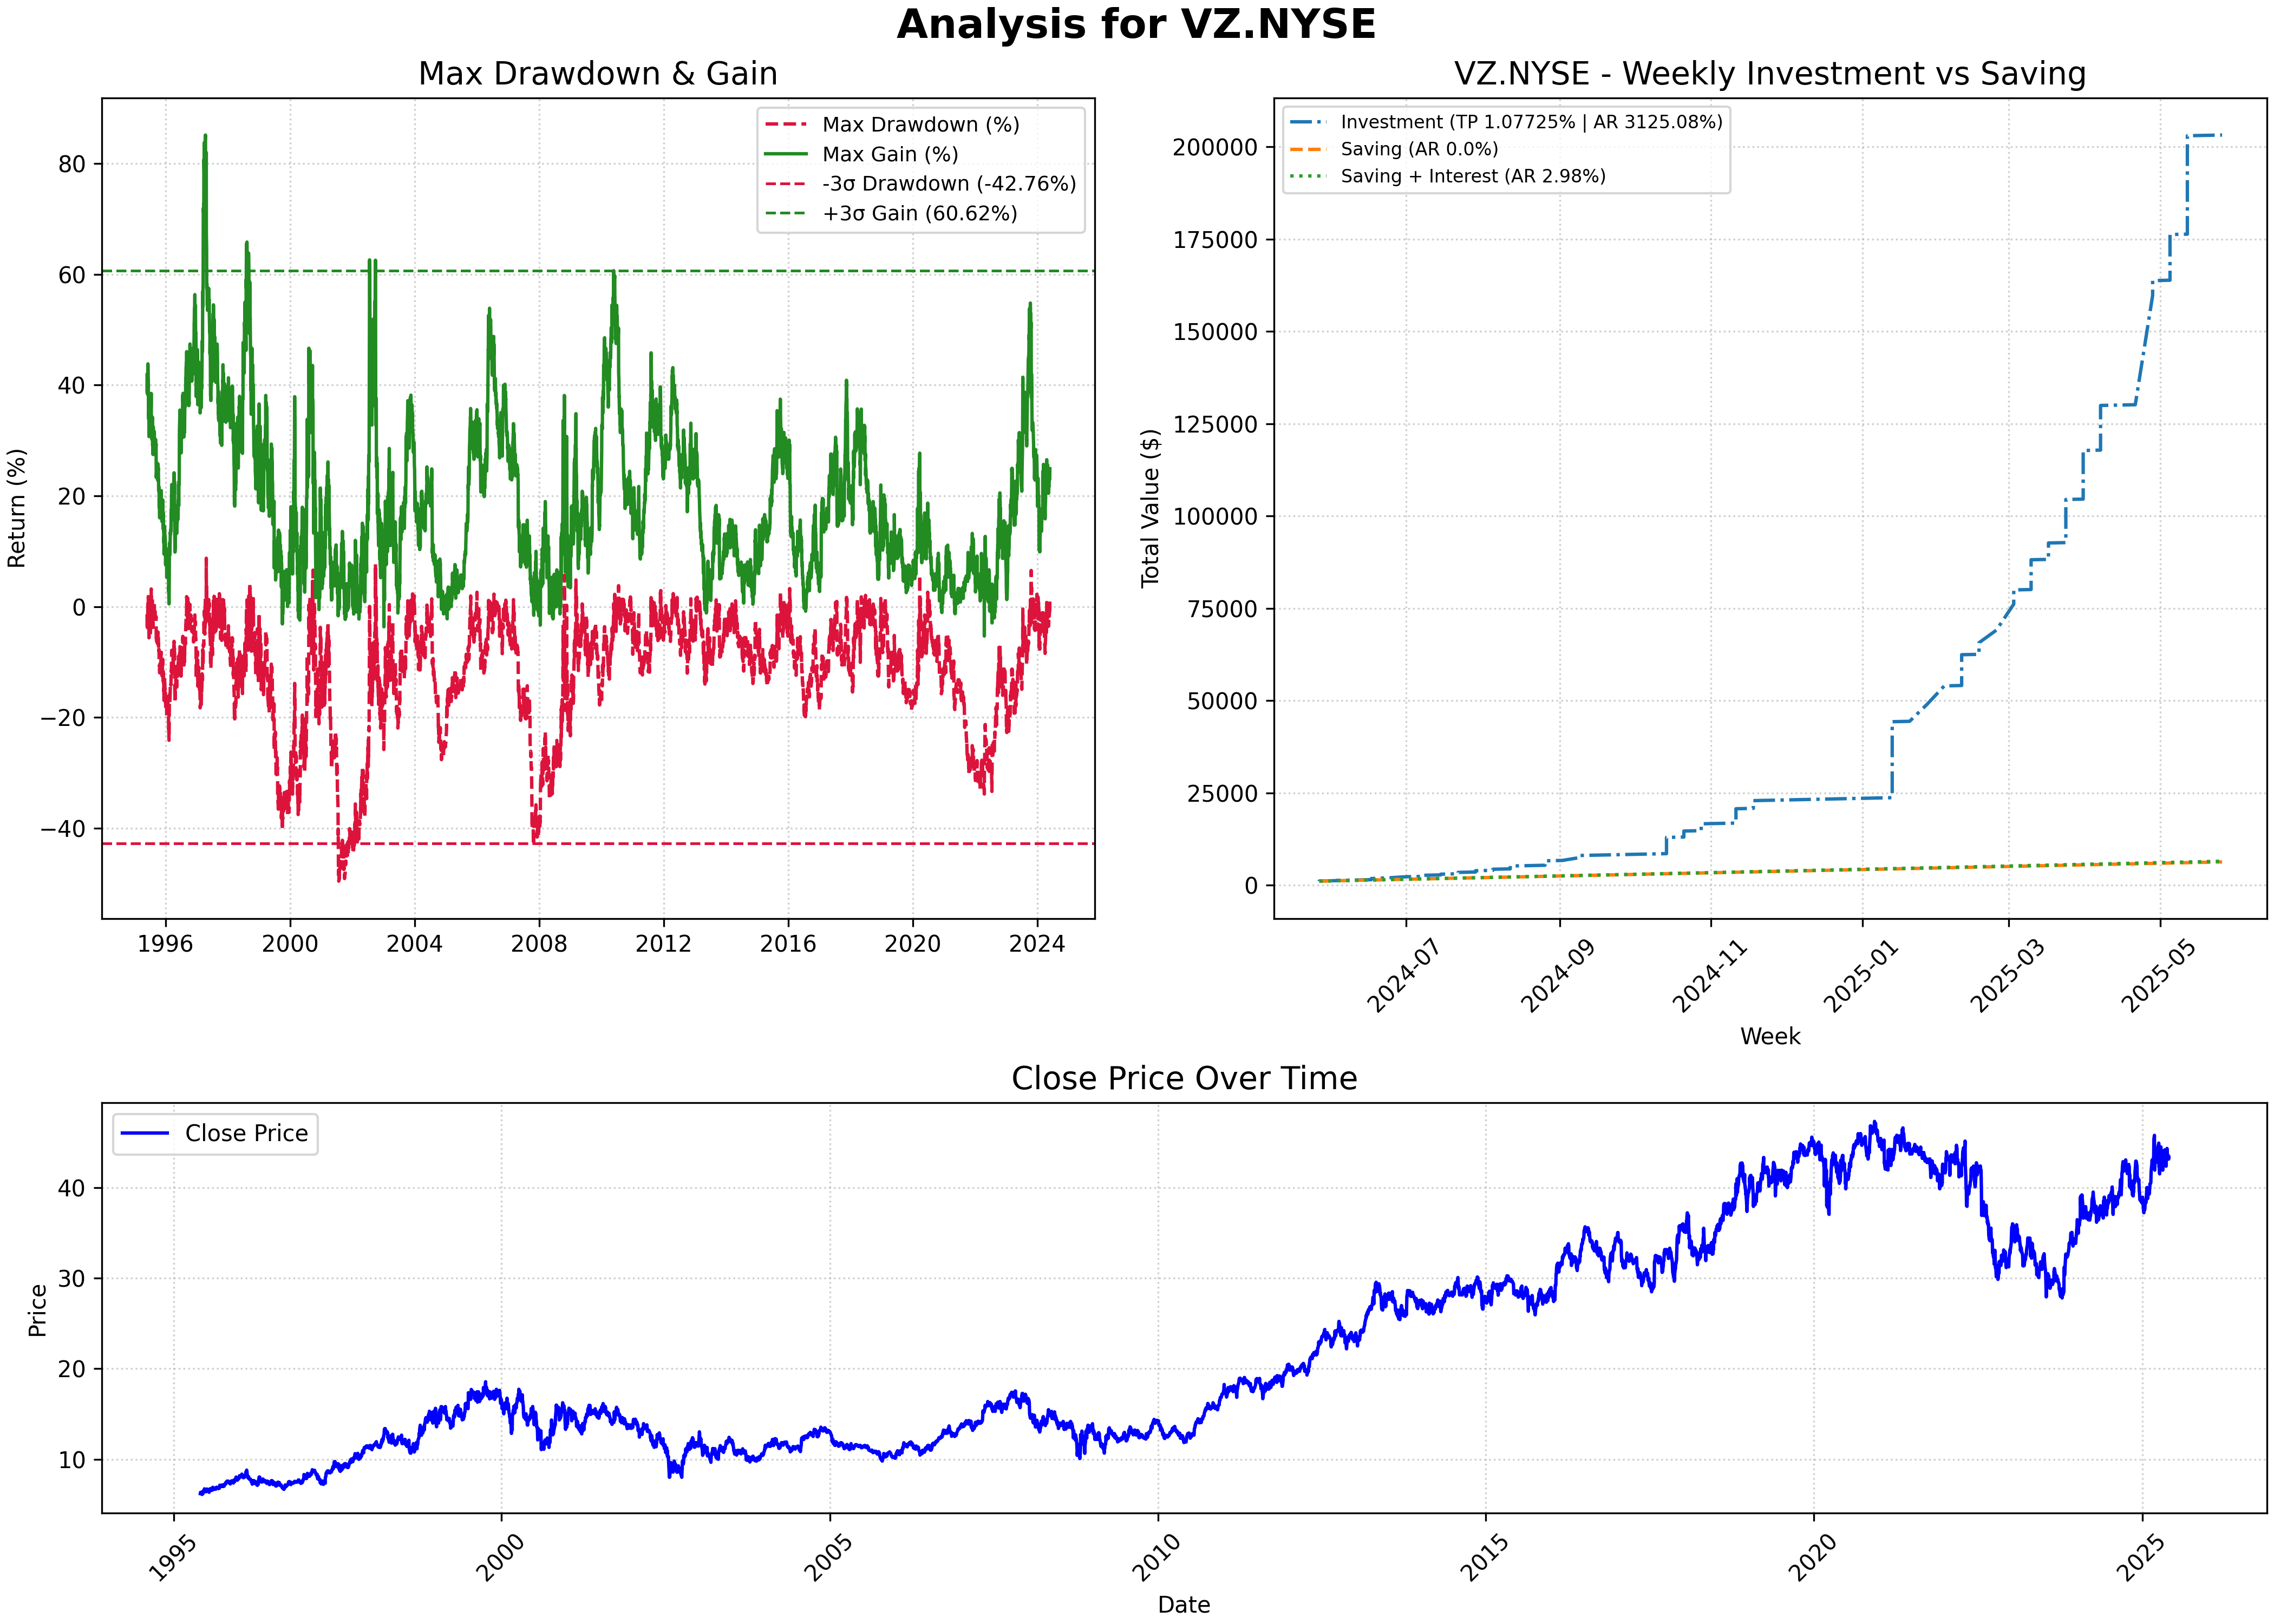 Analysis for VZ.NYSE
Max Drawdown & Gain
Return (%)
80
60
40
20
0
−20
−40
Max Drawdown (%)
Max Gain (%)
-3σ Drawdown (-42.76%)
+3σ Gain (60.62%)
1996
2000
2004
2008
2012
2016
2020
2024
VZ.NYSE - Weekly Investment vs Saving
Total Value ($)
200000
175000
150000
125000
100000
75000
50000
25000
0
Investment (TP 1.07725% | AR 3125.08%)
Saving (AR 0.0%)
Saving + Interest (AR 2.98%)
2024-07
2024-09
2024-11
2025-01
2025-03
2025-05
Week
Close Price Over Time
Price
40
30
20
10
Close Price
1995
2000
2005
2010
2015
2020
2025
Date